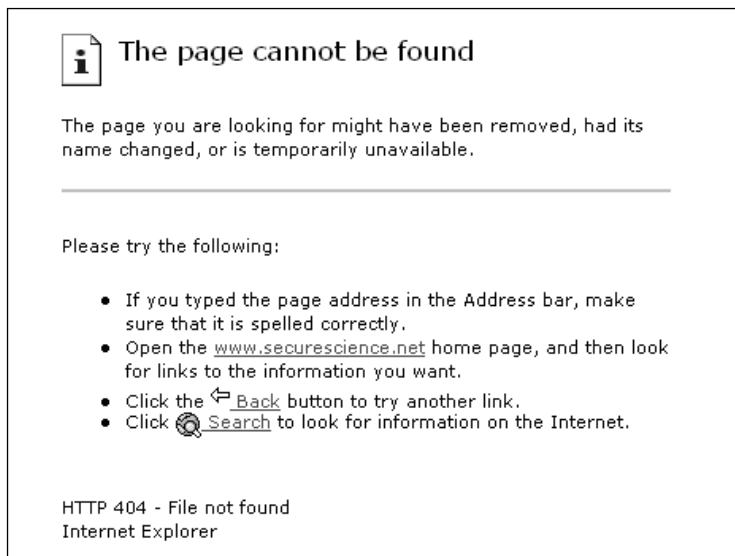 The page cannot be found
The page you are looking for might have been removed, had its
name changed, or is temporarily unavailable.
Please try the following:
If you typed the page address in the Address bar, make
sure that it is spelled correctly.
Open the www.securescience.net home page, and then look
for links to the information you want.
Click the Back button to try another link.
Click Search to look for information on the Internet.
HTTP 404 - File not found
Internet Explorer